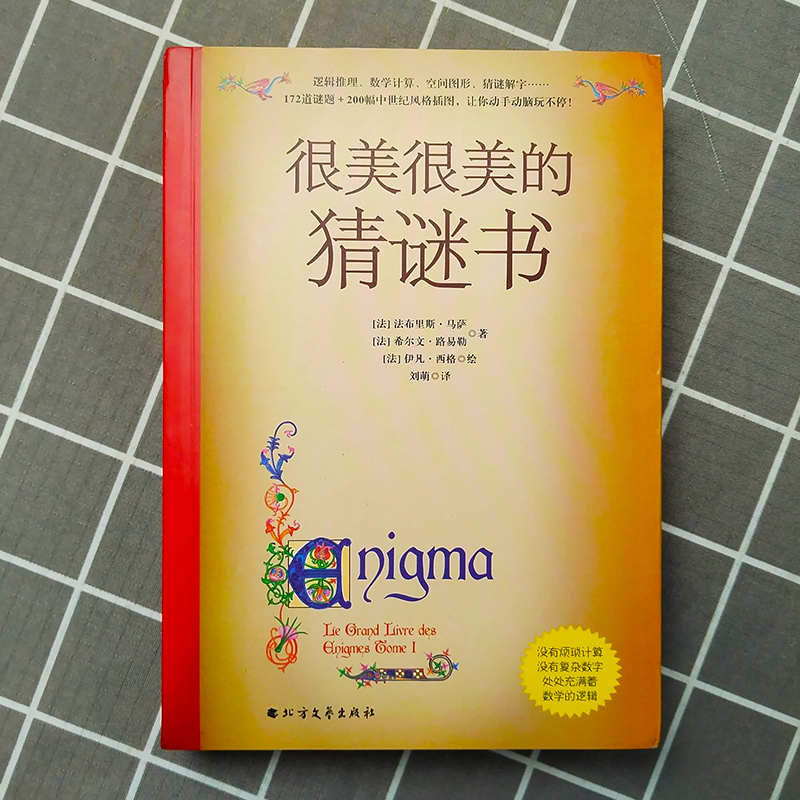 逻辑推理、数学计算、空间图形、猜谜解字……
172道谜题 + 200幅中世纪风格插图，让你动手动脑玩不停！
很美很美的
猜谜书
[法] 法布里斯·马萨
[法] 希尔文·路易勒◎著
[法] 伊凡·西格◎绘
刘萌◎译
Enigma
Le Grand Livre des
Enigmes Tome I
北方文艺出版社
没有烦琐计算
没有复杂数字
处处充满着
数学的逻辑